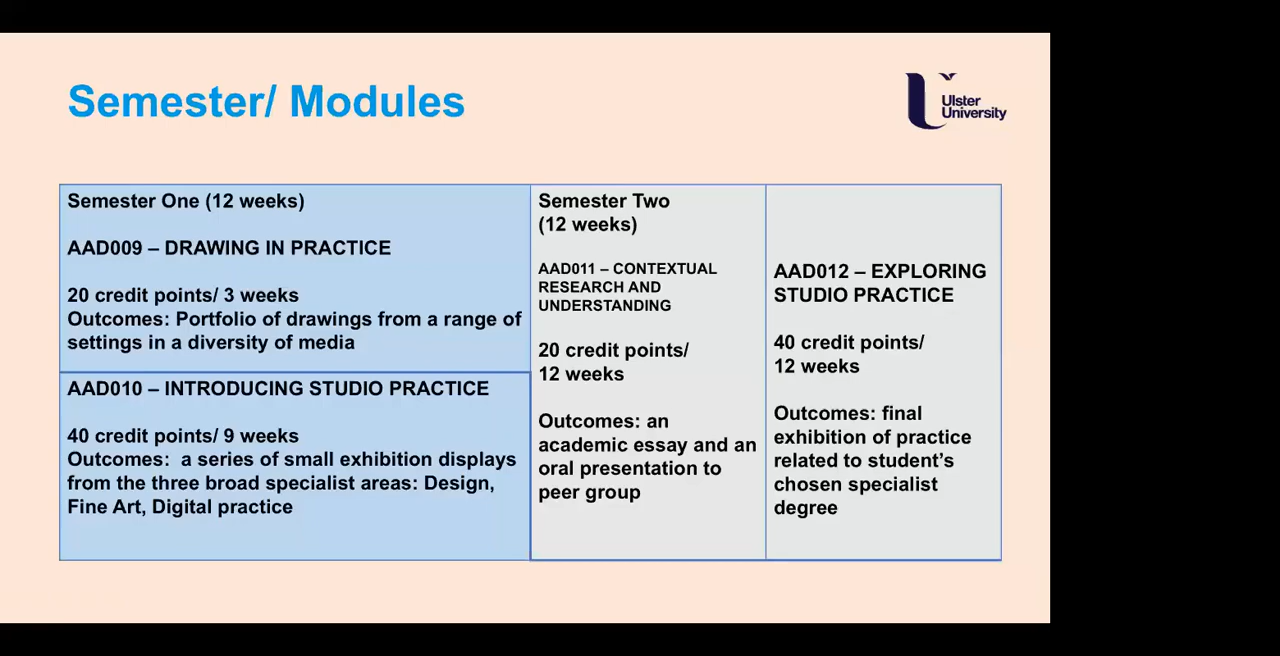 Semester/ Modules
Ulster
University
Semester One (12 weeks)
AAD009 – DRAWING IN PRACTICE
20 credit points/ 3 weeks
Outcomes: Portfolio of drawings from a range of
settings in a diversity of media
AAD010 – INTRODUCING STUDIO PRACTICE
40 credit points/ 9 weeks
Outcomes:  a series of small exhibition displays
from the three broad specialist areas: Design,
Fine Art, Digital practice
Semester Two
(12 weeks)
AAD011 – CONTEXTUAL
RESEARCH AND
UNDERSTANDING
20 credit points/
12 weeks
Outcomes: an
academic essay and an
oral presentation to
peer group
AAD012 – EXPLORING
STUDIO PRACTICE
40 credit points/
12 weeks
Outcomes: final
exhibition of practice
related to student’s
chosen specialist
degree